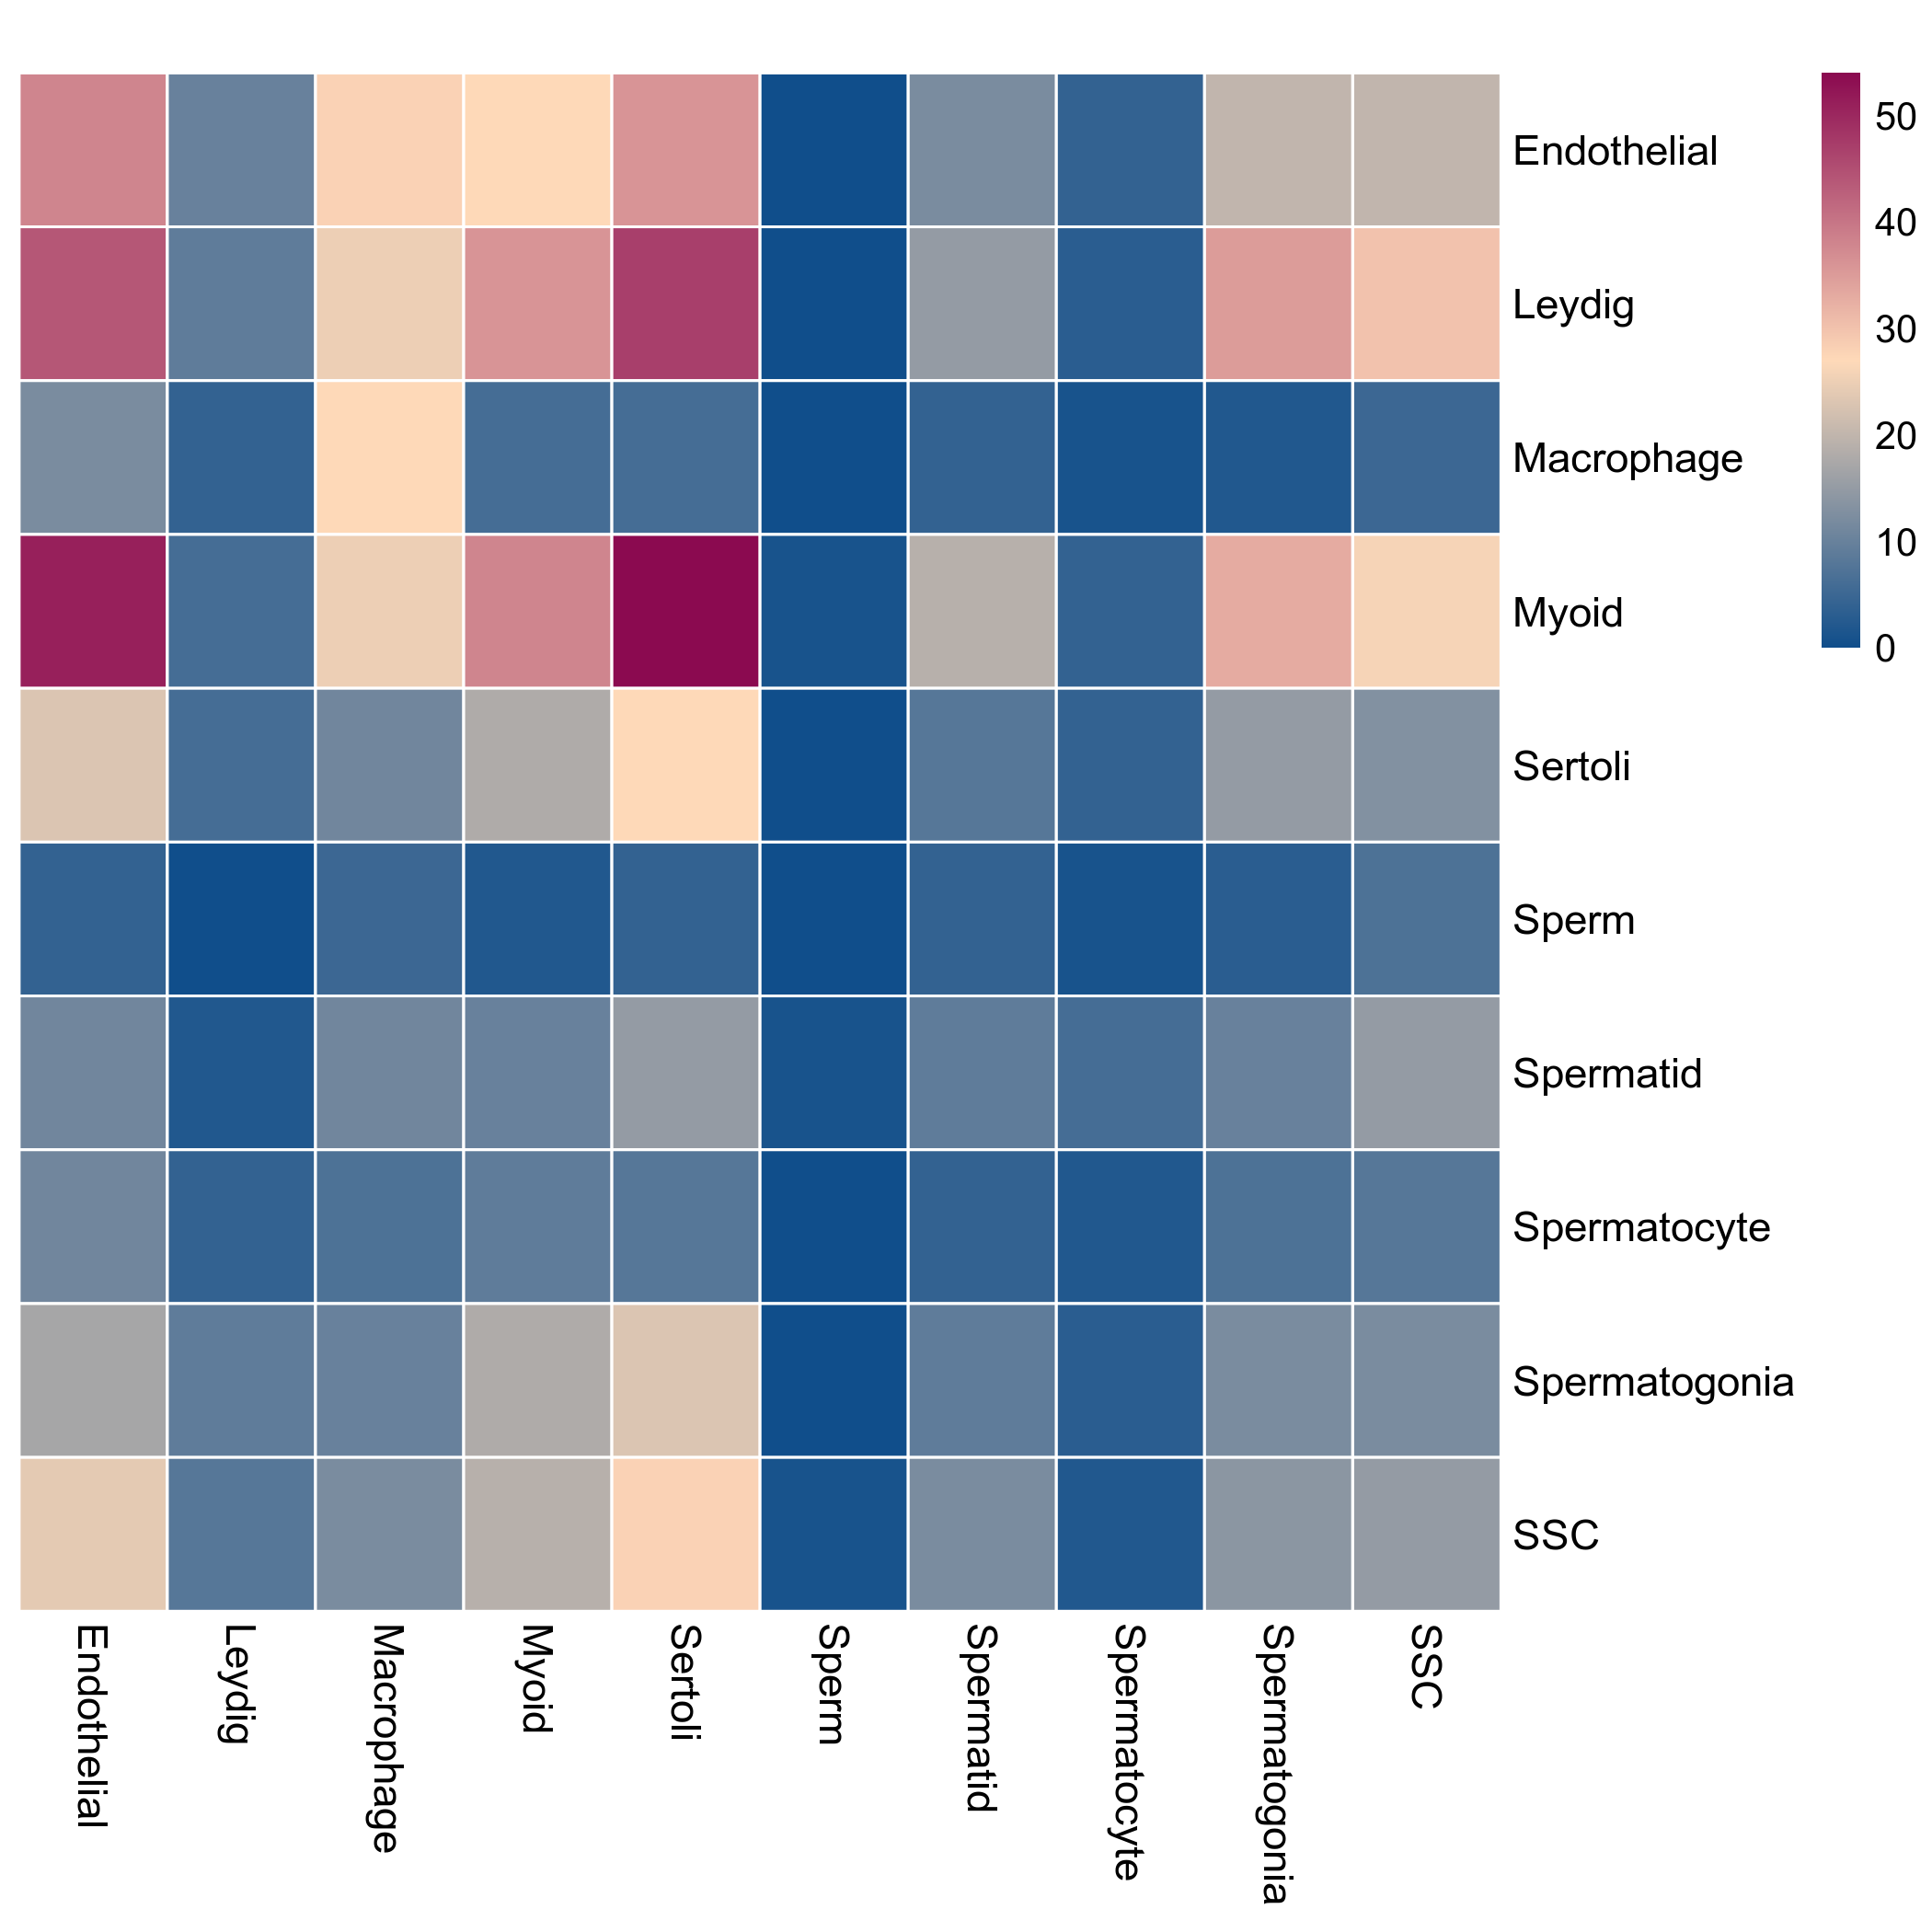 Endothelial
Leydig
Macrophage
Myoid
Sertoli
Sperm
Spermatid
Spermatocyte
Spermatogonia
SSC
50
40
30
20
10
0
Endothelial
Leydig
Macrophage
Myoid
Sertoli
Sperm
Spermatid
Spermatocyte
Spermatogonia
SSC